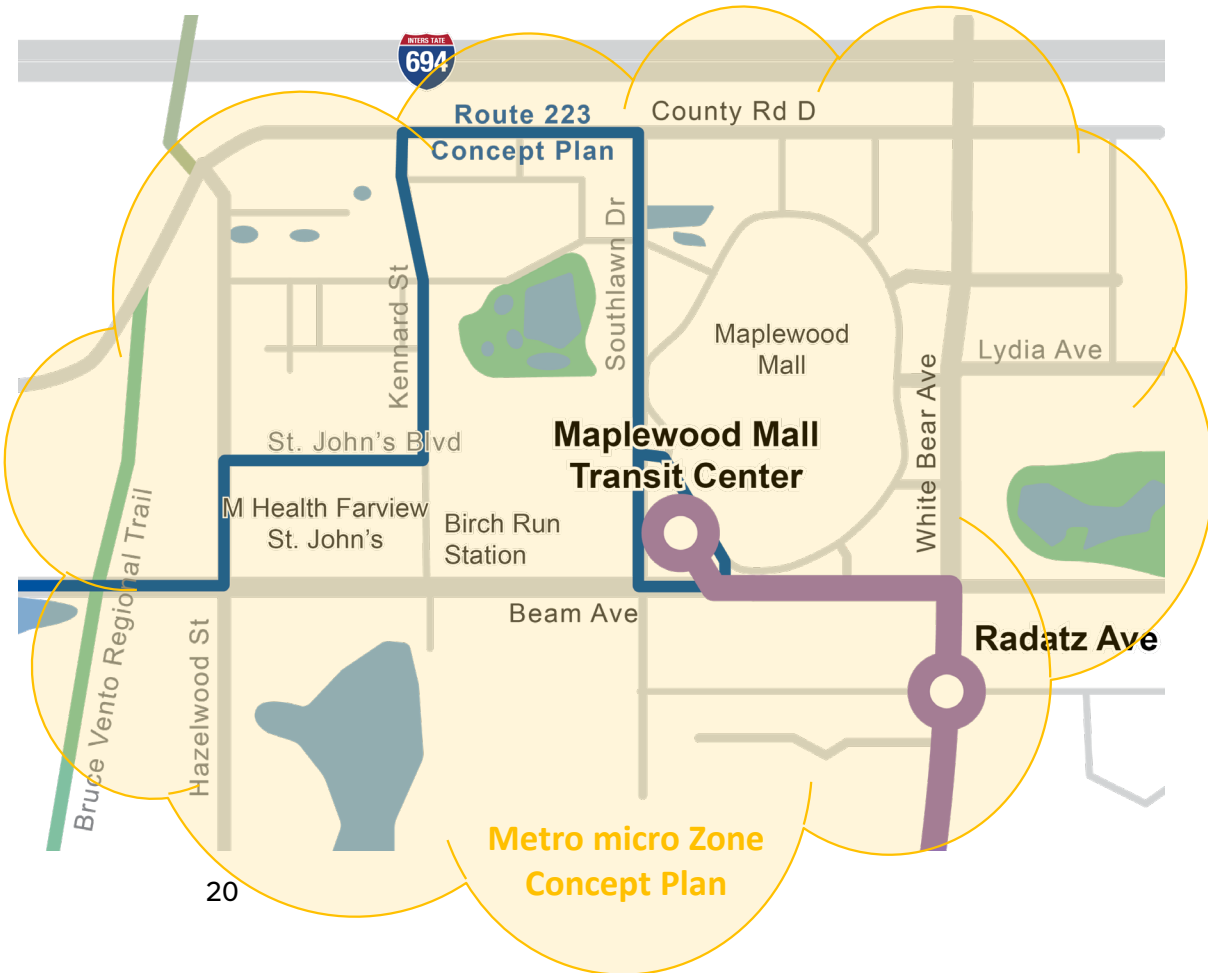 INTERS TATE
694
Route 223
Concept Plan
County Rd D
Southlawn Dr
Kennard St
Maplewood
Mall
Lydia Ave
White Bear Ave
St. John's Blvd
Maplewood Mall
Transit Center
M Health Farview
St. John's
Birch Run
Station
Bruce Vento Regional Trail
Beam Ave
Hazelwood St
Radatz Ave
Metro micro Zone
Concept Plan
20